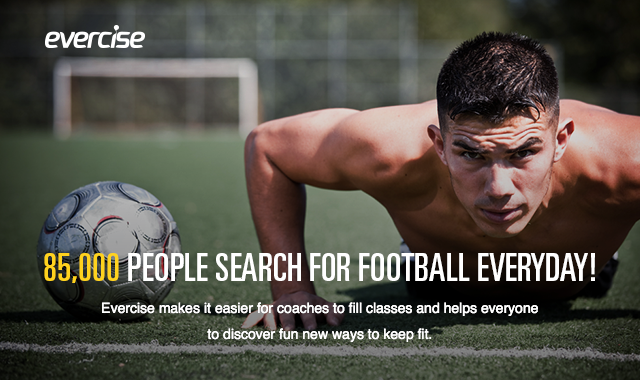 evercise
85,000 PEOPLE SEARCH FOR FOOTBALL EVERYDAY!
Evercise makes it easier for coaches to fill classes and helps everyone
to discover fun new ways to keep fit.